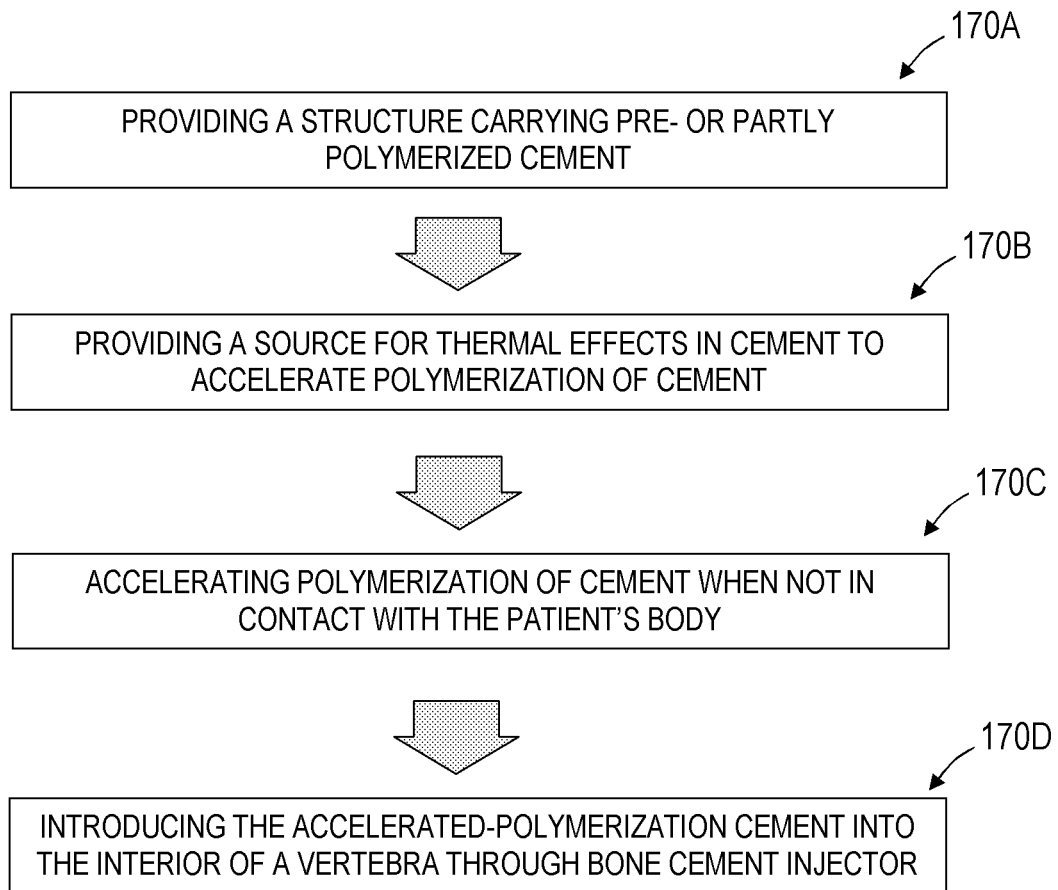 170A
PROVIDING A STRUCTURE CARRYING PRE- OR PARTLY
POLYMERIZED CEMENT
170B
PROVIDING A SOURCE FOR THERMAL EFFECTS IN CEMENT TO
ACCELERATE POLYMERIZATION OF CEMENT
170C
ACCELERATING POLYMERIZATION OF CEMENT WHEN NOT IN
CONTACT WITH THE PATIENT'S BODY
170D
INTRODUCING THE ACCELERATED-POLYMERIZATION CEMENT INTO
THE INTERIOR OF A VERTEBRA THROUGH BONE CEMENT INJECTOR